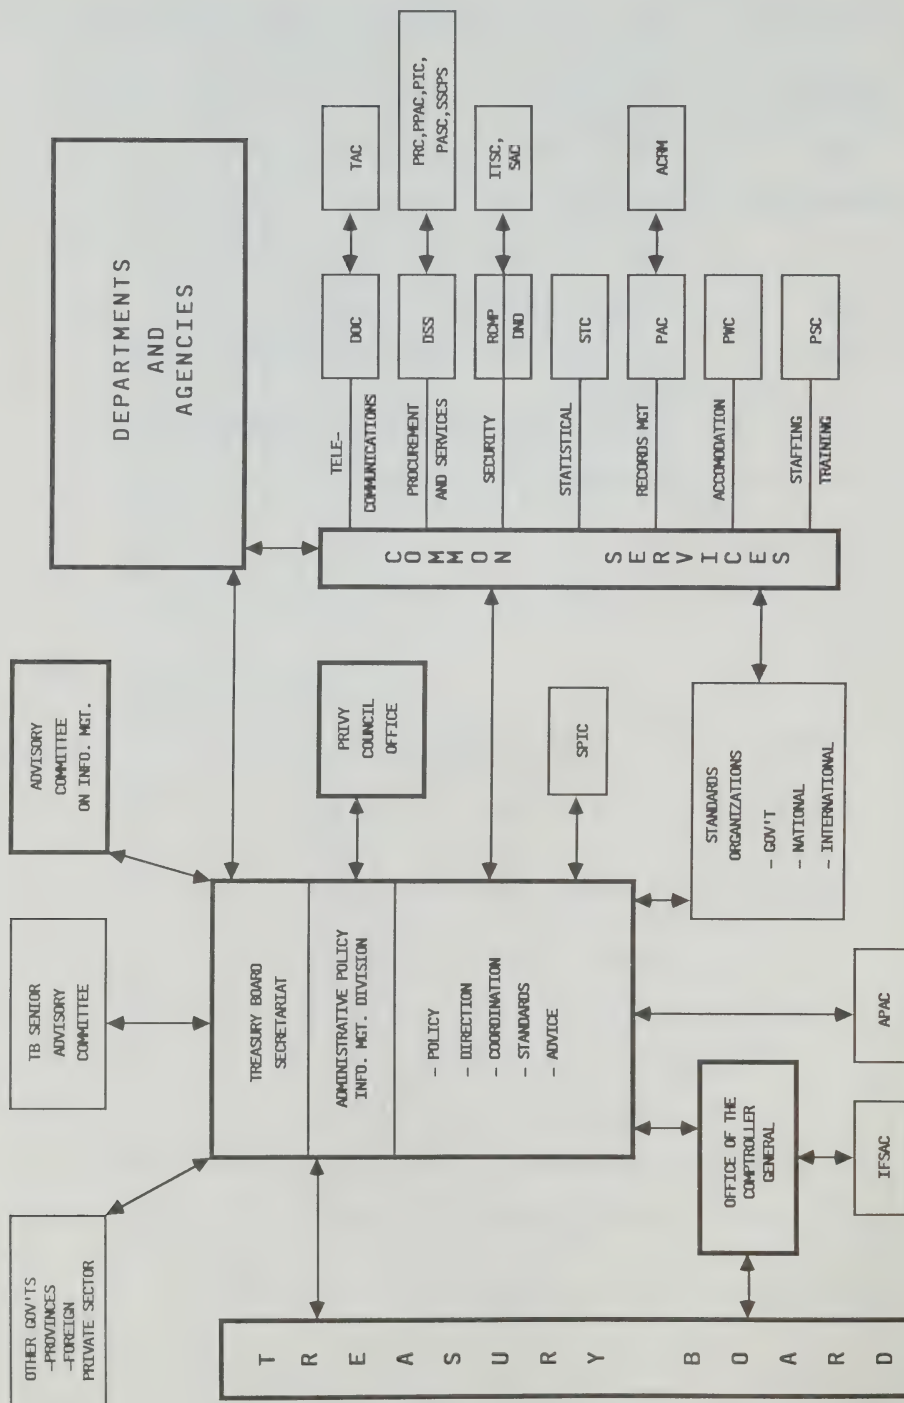 OTHER GOV'TS
-PROVINCES
-FOREIGN
PRIVATE SECTOR
TB SENIOR
ADVISORY
COMMITTEE
ADVISORY
COMMITTEE
ON INFO. MGT.
DEPARTMENTS
AND
AGENCIES
TREASURY BOARD
SECRETARIAT
ADMINISTRATIVE POLICY
INFO. MGT. DIVISION
- POLICY
- DIRECTION
- COORDINATION
- STANDARDS
- ADVICE
PRIVY
COUNCIL
OFFICE
SPIC
TREASURY BOARD
OFFICE OF THE
COMPTROLLER
GENERAL
IFSAC
APAC
STANDARDS
ORGANIZATIONS
- GOV'T
- NATIONAL
- INTERNATIONAL
COMMON SERVICES
TELE-
COMMUNICATIONS
DOC
TAC
PROCUREMENT
AND SERVICES
DSS
PRC,PPAC,PIC,
PASC,SSCPS
SECURITY
RCMP
DND
ITSC,
SAC
STATISTICAL
STC
RECORDS MGT
PAC
ACRM
ACCOMODATION
PWC
STAFFING
TRAINING
PSC